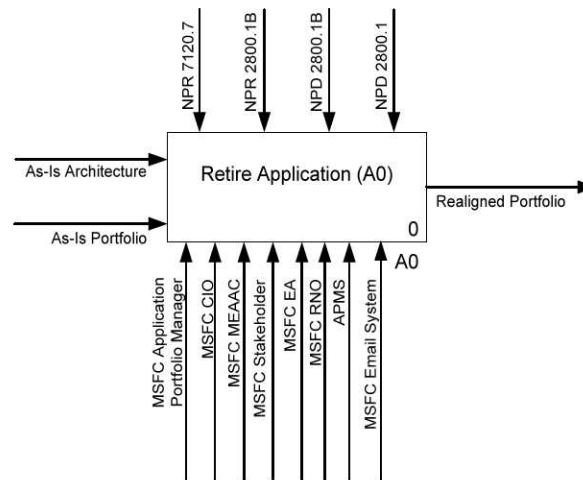 NPR 7120.7
NPR 2800.1B
NPD 2800.1B
NPD 2800.1
As-Is Architecture
As-Is Portfolio
Retire Application (A0)
0
A0
Realigned Portfolio
MSFC Application
Portfolio Manager
MSFC CIO
MSFC MEAAC
MSFC Stakeholder
MSFC EA
MSFC RNO
APMS
MSFC Email System